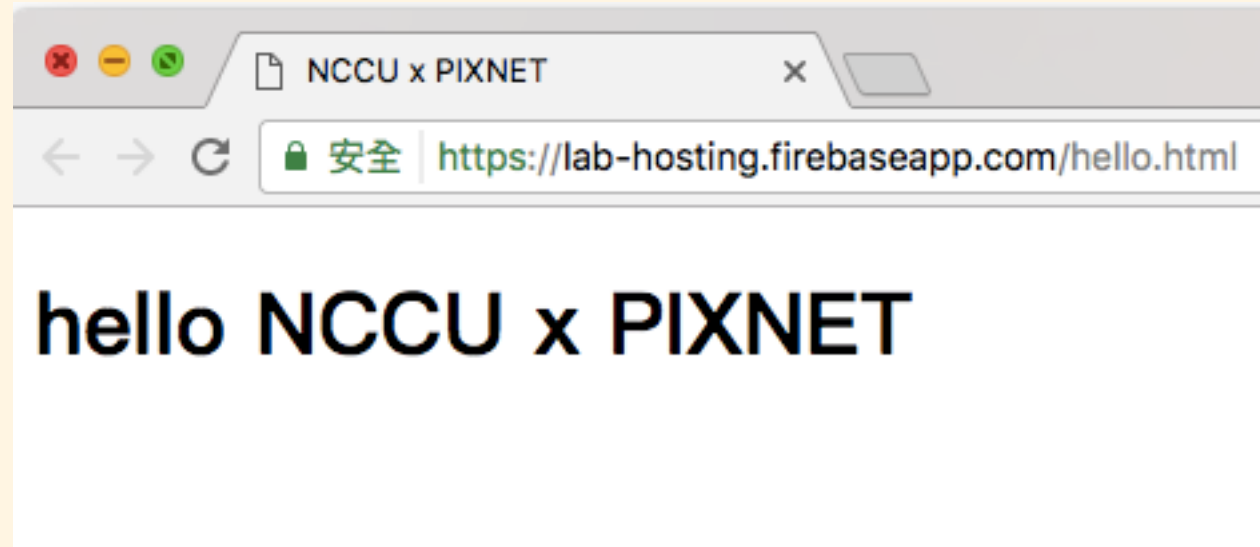 NCCU x PIXNET
安全 https://lab-hosting.firebaseapp.com/hello.html
hello NCCU x PIXNET